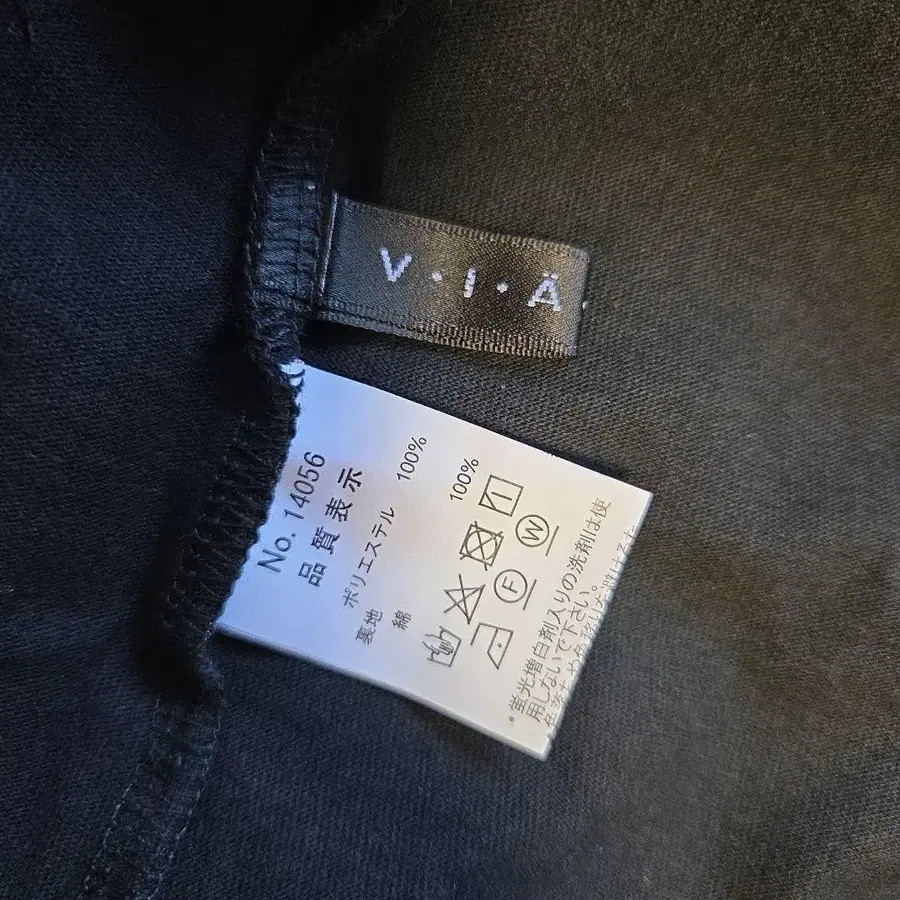 V・I・Ä
No. 14056
品質表示
ポリエステル 100%
裏地
綿 100%
F W
・蛍光増白剤入りの洗剤は使
用しないで下さい。